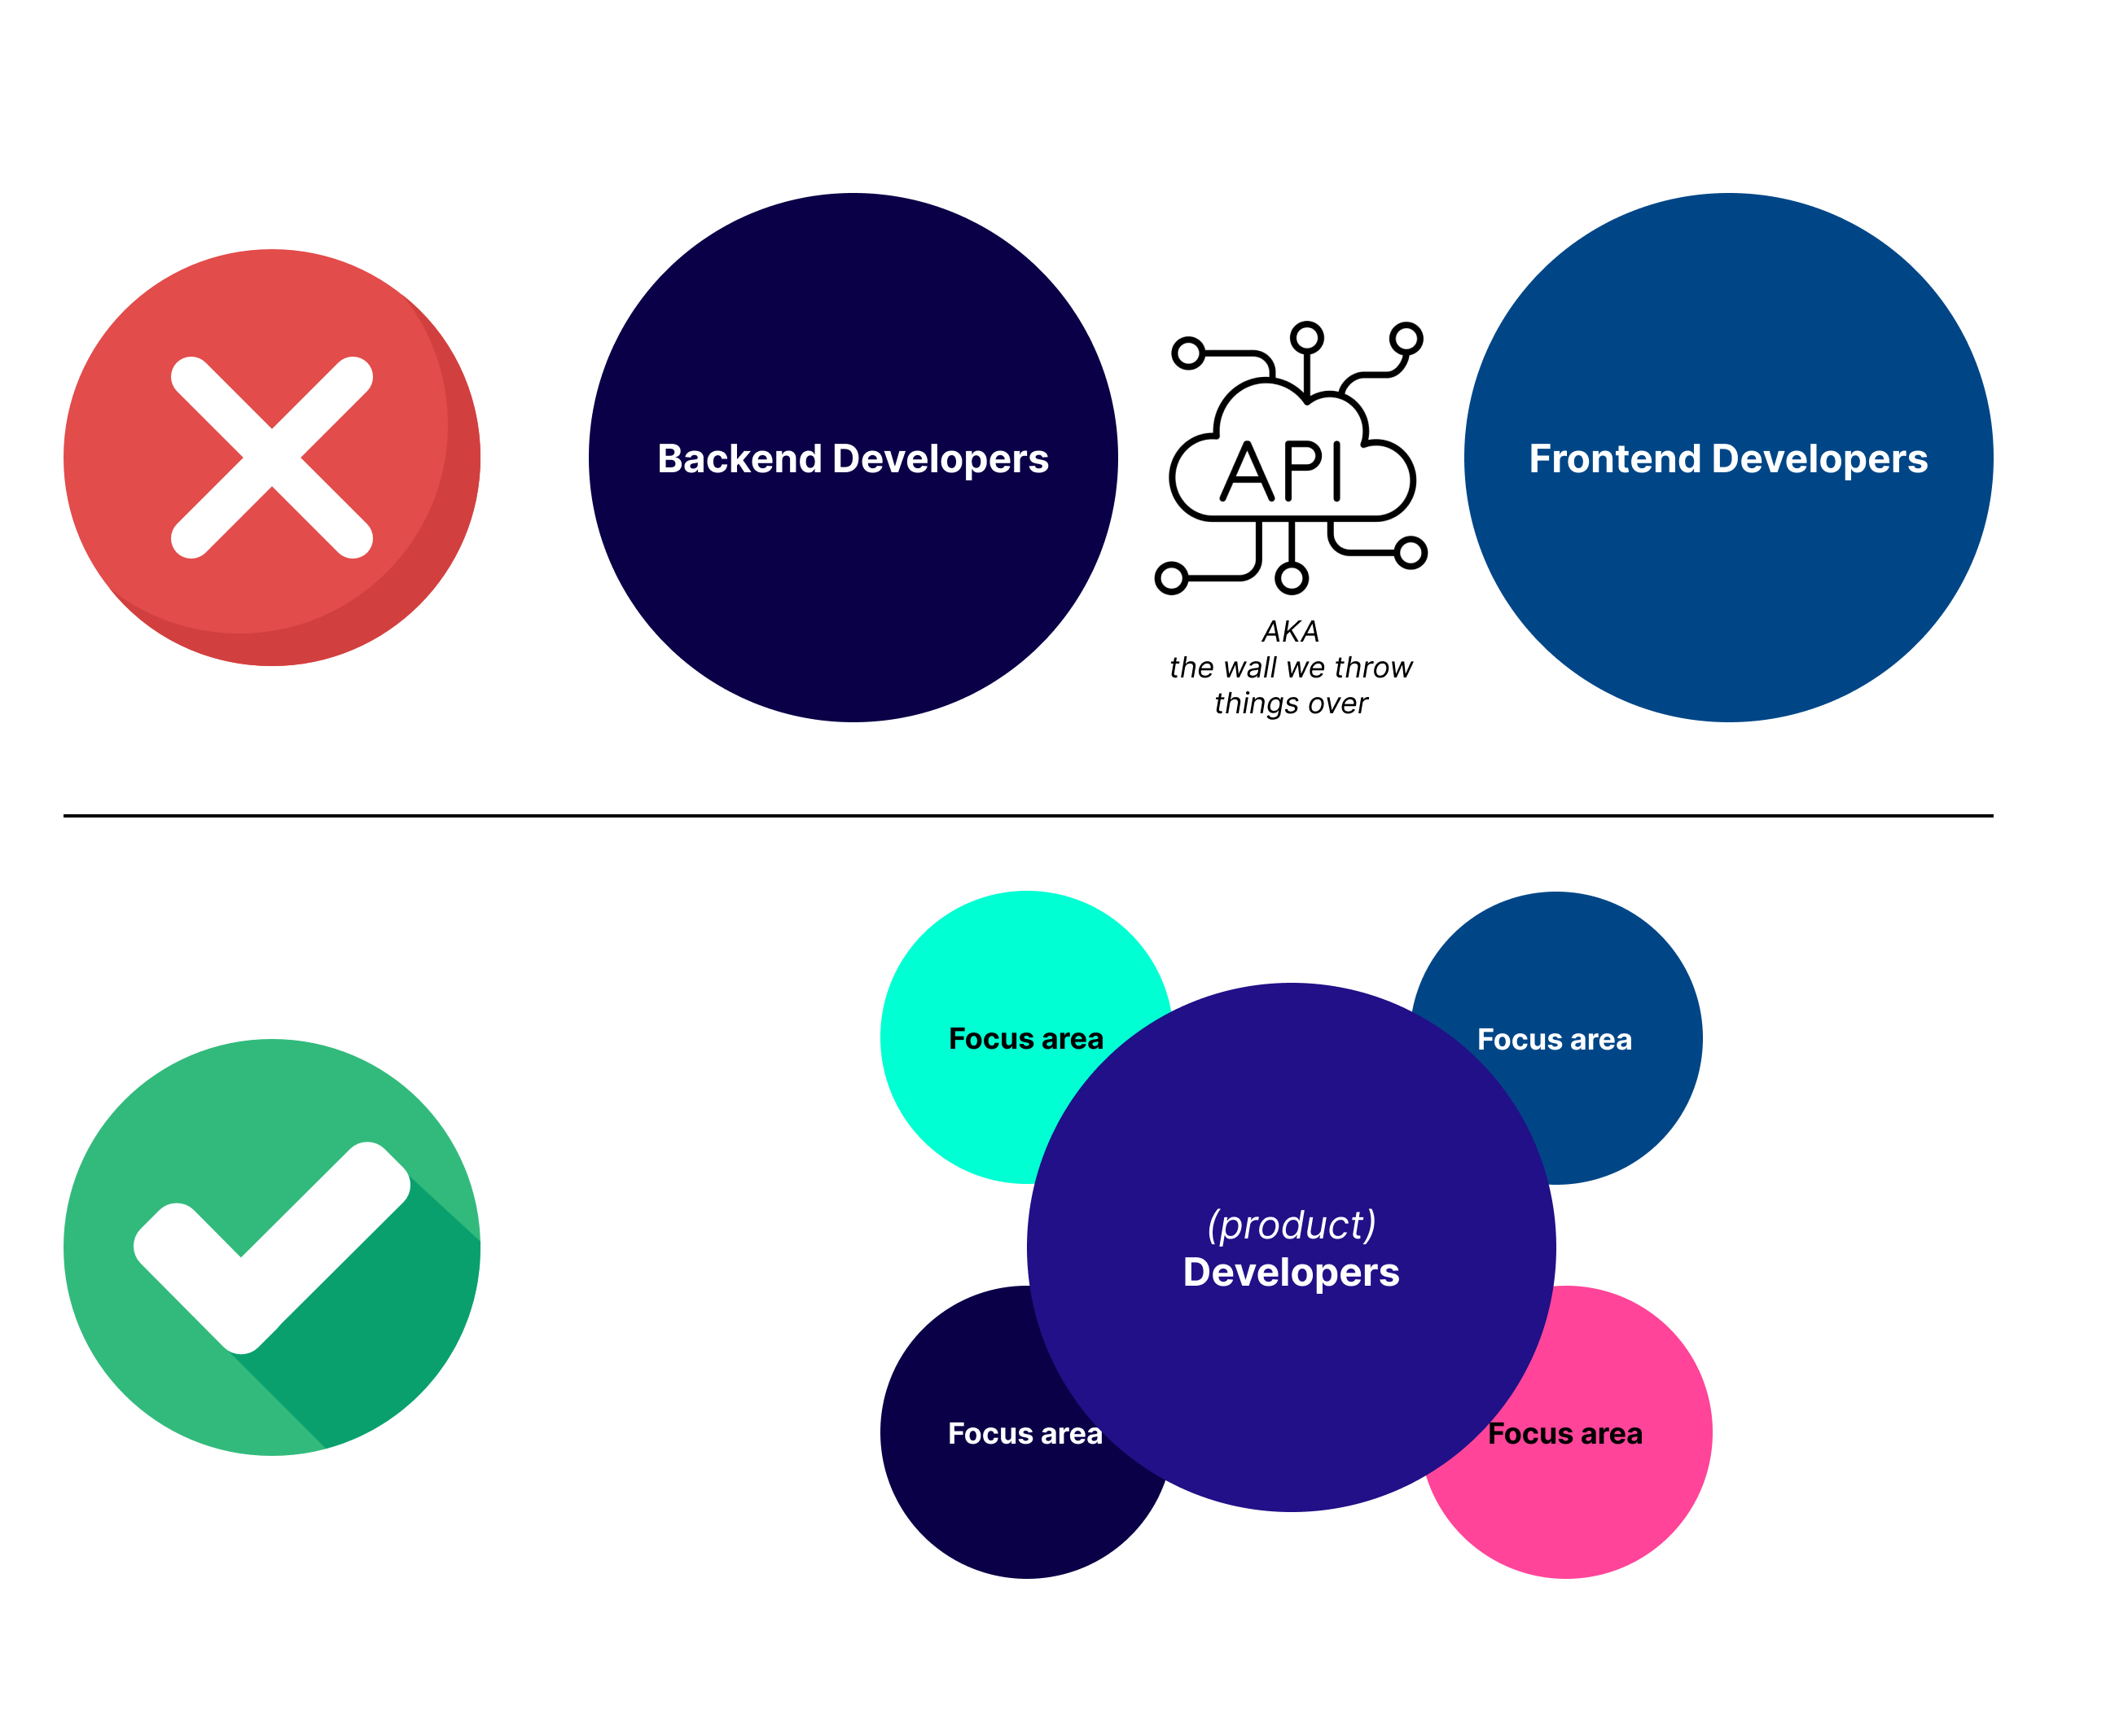 Backend Developers
API
Frontend Developers
AKA
the wall we throw
things over
Focus area
Focus area
(product)
Developers
Focus area
Focus area